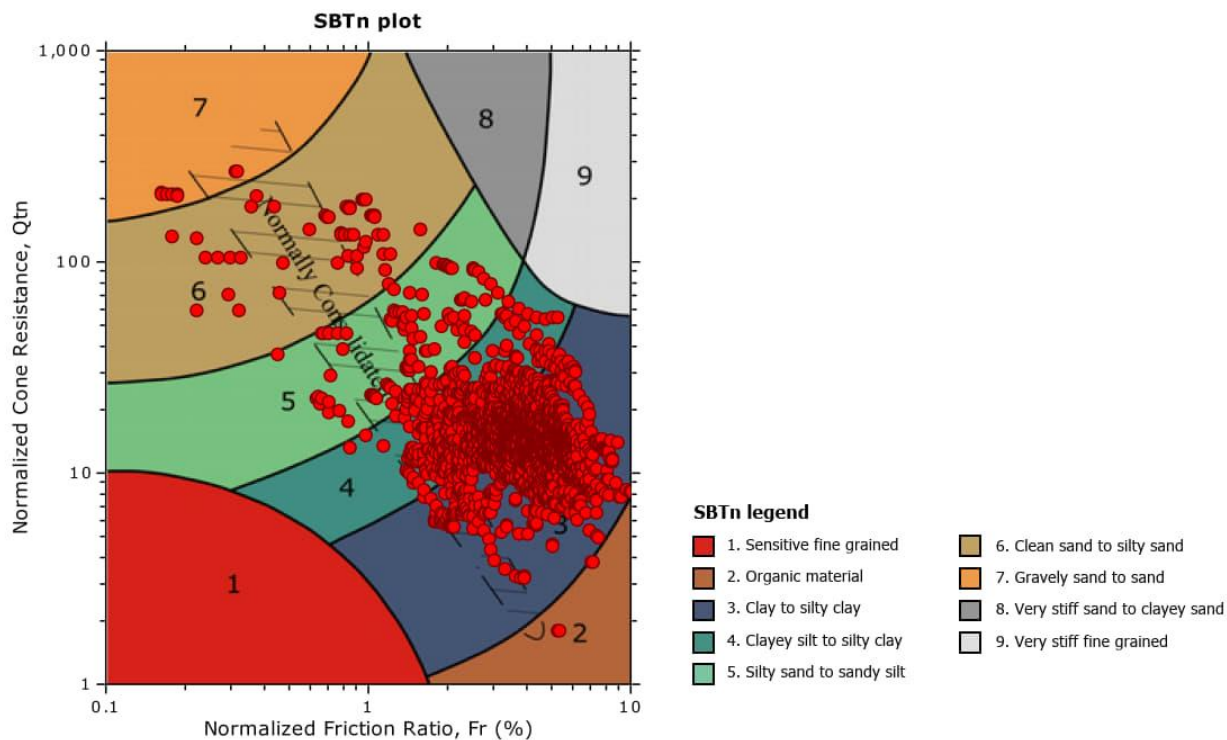 SBTn plot
1,000
100
10
1
Normalized Cone Resistance, Qtn
7
8
9
6
Normally Consolidated
5
4
3
1
2
0.1
1
10
Normalized Friction Ratio, Fr (%)
SBTn legend
1. Sensitive fine grained
2. Organic material
3. Clay to silty clay
4. Clayey silt to silty clay
5. Silty sand to sandy silt
6. Clean sand to silty sand
7. Gravely sand to sand
8. Very stiff sand to clayey sand
9. Very stiff fine grained